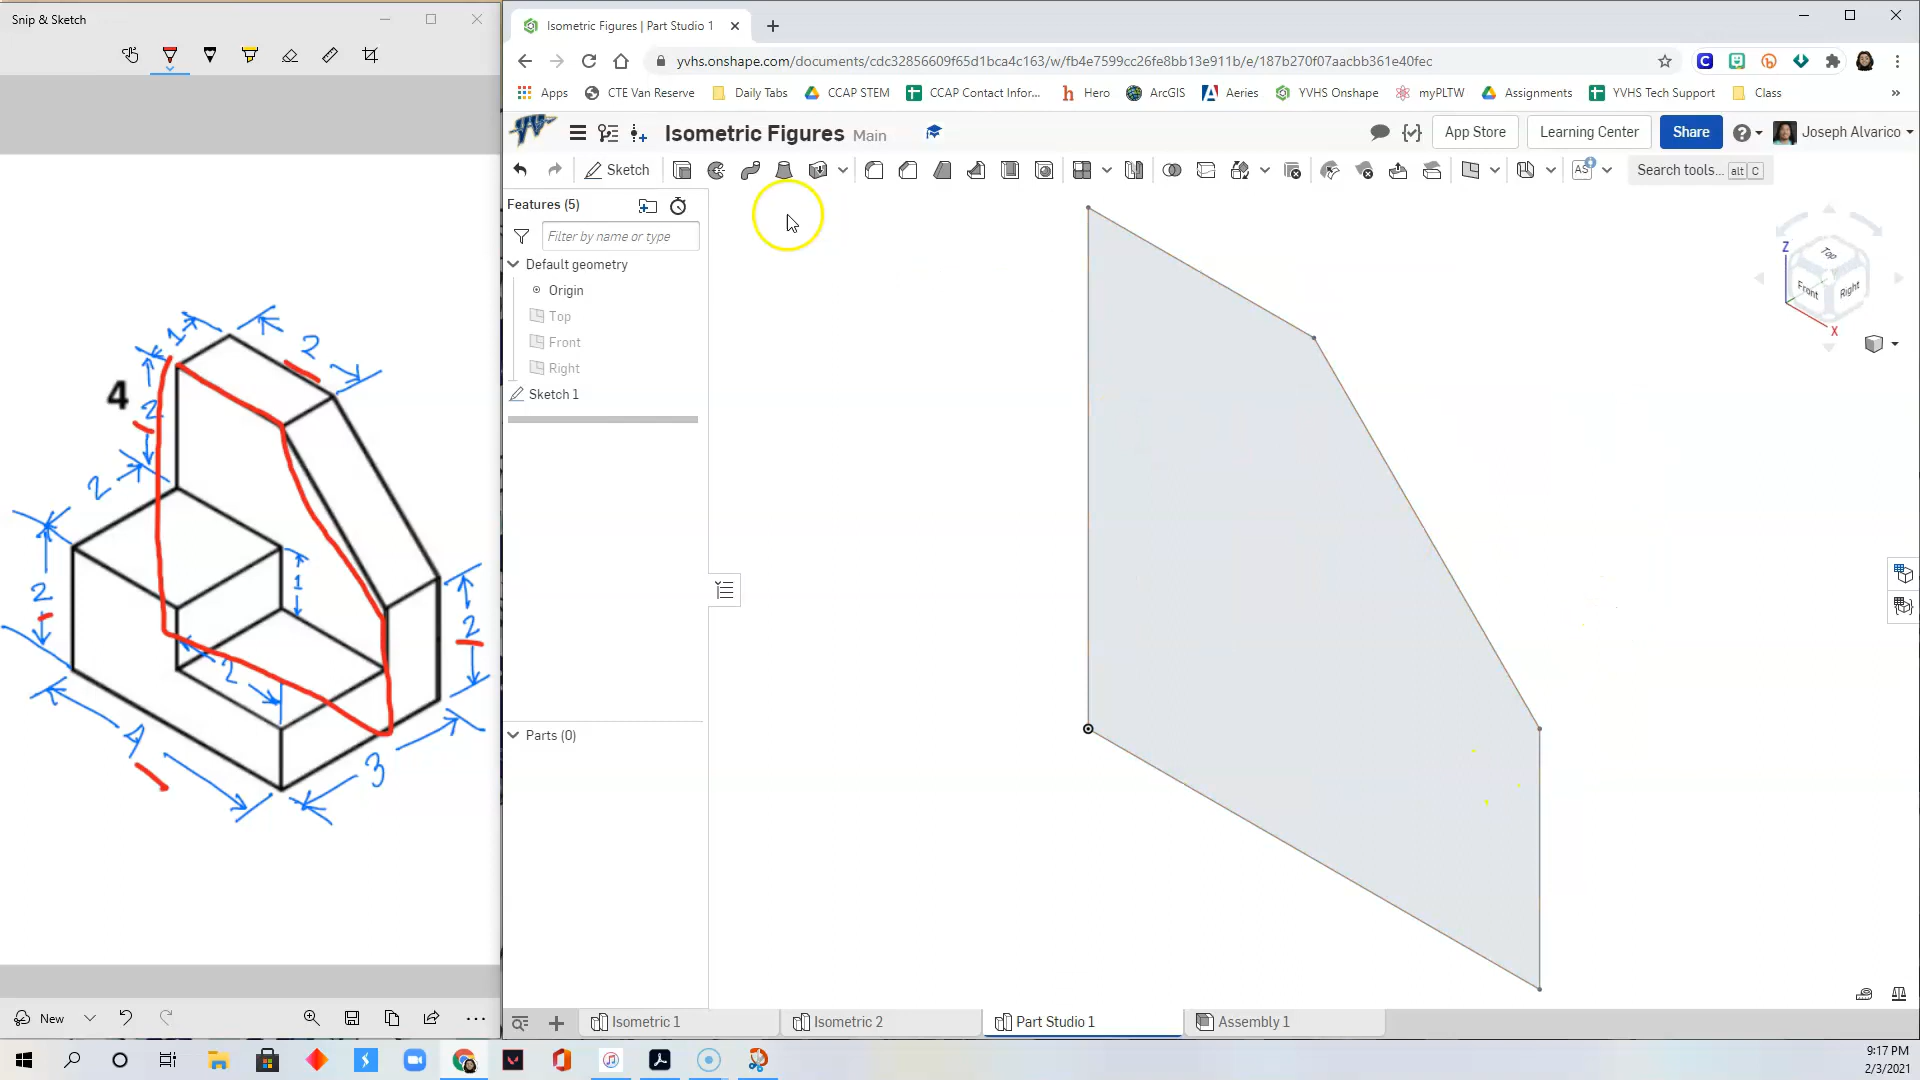 Snip & Sketch
Isometric Figures | Part Studio 1
yvhs.onshape.com/documents/cdc32856609f65d1bca4c163/w/fb4e7599cc26fe8bb13e911b/e/187b270f07aacbb361e40fec
Apps
CTE Van Reserve
Daily Tabs
CCAP STEM
CCAP Contact Infor...
Hero
ArcGIS
Aeries
YVHS Onshape
myPLTW
Assignments
YVHS Tech Support
Class
»
Isometric Figures Main
App Store
Learning Center
Share
Joseph Alvarico
Sketch
Search tools... alt C
Features (5)
Filter by name or type
Default geometry
Origin
Top
Front
Right
Sketch 1
Parts (0)
Z
Top
Front
Right
X
1
2
4
2
2
2
1
2
2
4
3
New
Isometric 1
Isometric 2
Part Studio 1
Assembly 1
9:17 PM
2/3/2021